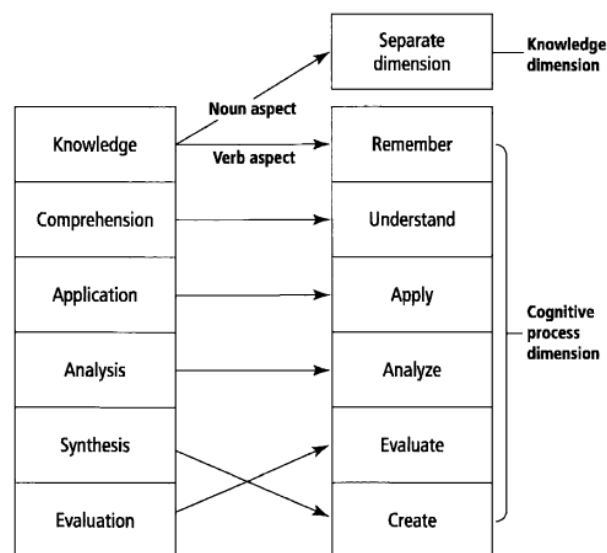 Separate
dimension
Knowledge
dimension
Noun aspect
Knowledge
Verb aspect
Remember
Comprehension
Understand
Application
Apply
Cognitive
process
dimension
Analysis
Analyze
Synthesis
Evaluate
Evaluation
Create